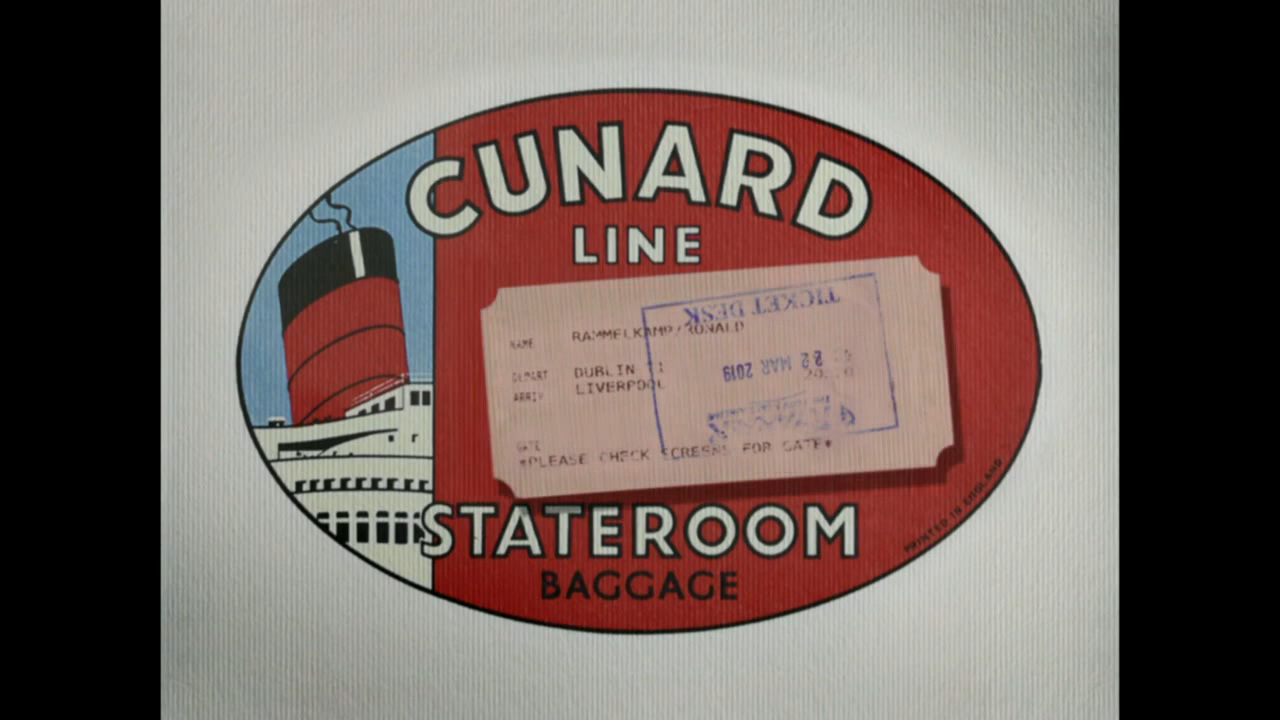 CUNARD
LINE
TICKET DESK
NAME RAMMELKAMP/RONALD
DEPART DUBLIN T1
MAR 2019
ARRIV LIVERPOOL
GATE
*PLEASE CHECK SCREENS FOR GATE*
STATEROOM
BAGGAGE
PRINTED IN ENGLAND